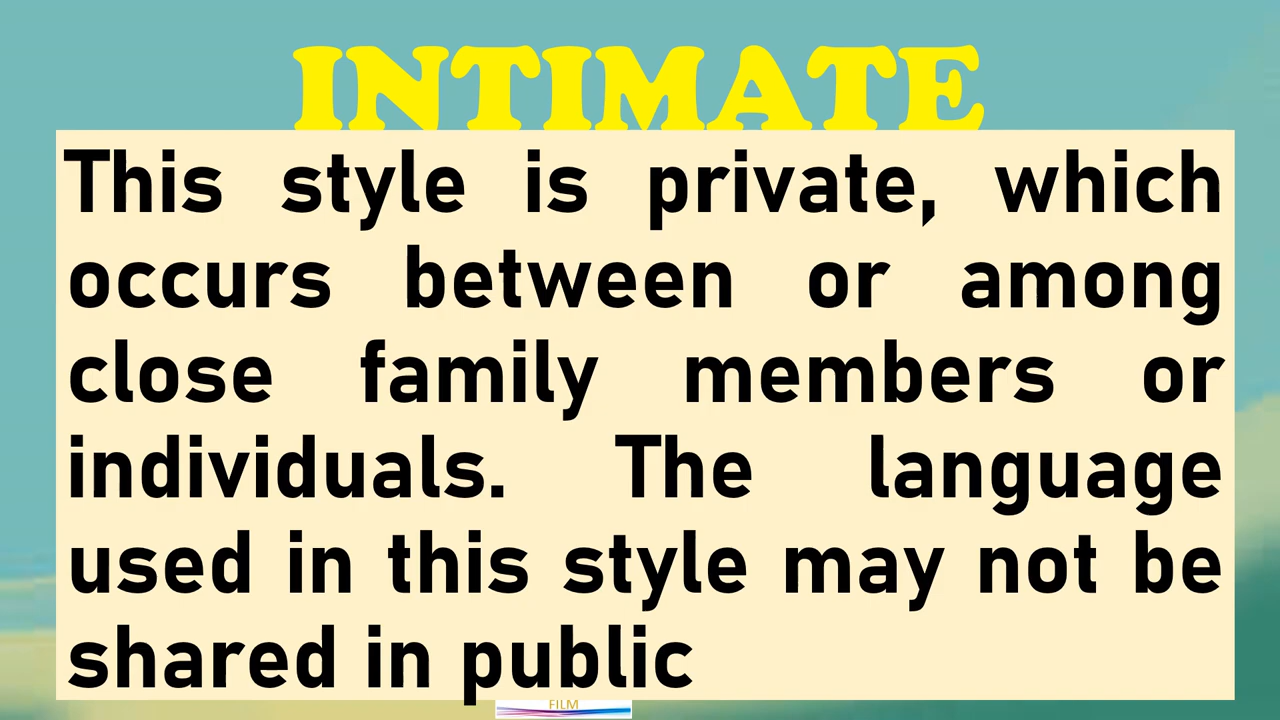 INTIMATE
This style is private, which
occurs between or among
close family members or
individuals. The language
used in this style may not be
shared in public
FILM